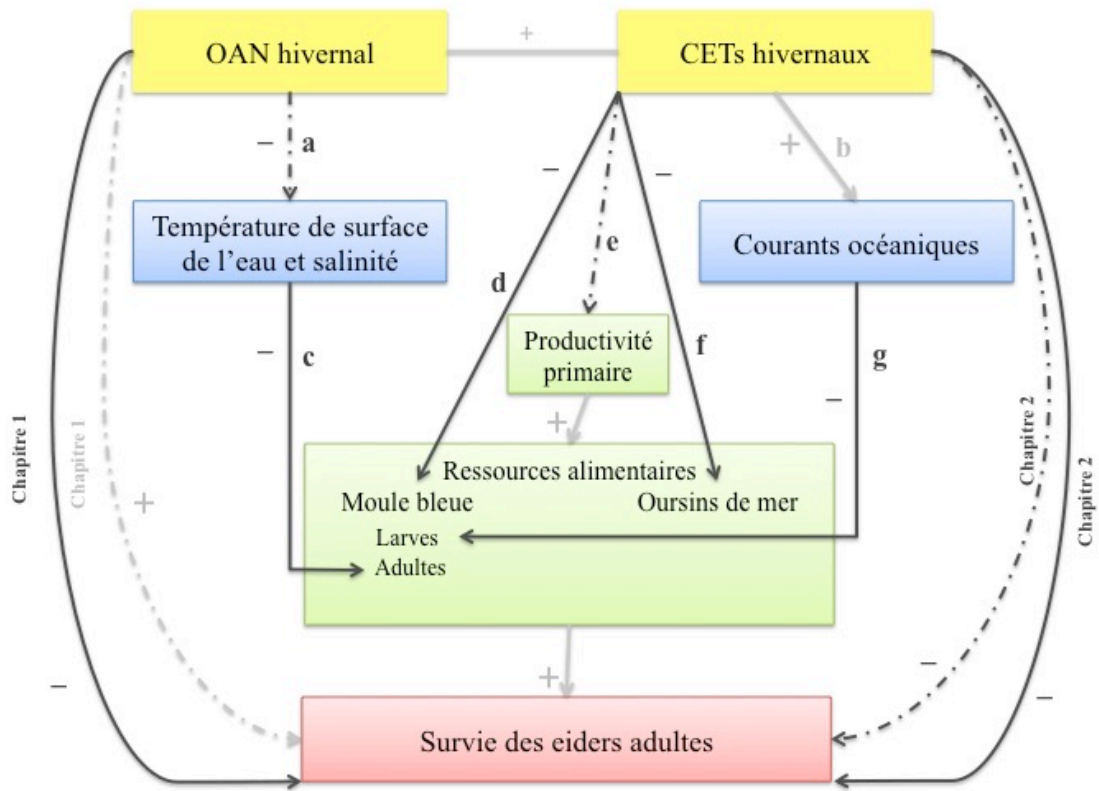 OAN hivernal
+
CETs hivernaux
–
a
–
–
+
b
Température de surface
de l'eau et salinité
Courants océaniques
d
e
f
–
c
g
–
Productivité
primaire
+
Chapitre 1
Chapitre 1
+
–
Chapitre 2
Chapitre 2
–
–
Ressources alimentaires
Moule bleue
Oursins de mer
Larves
Adultes
+
Survie des eiders adultes